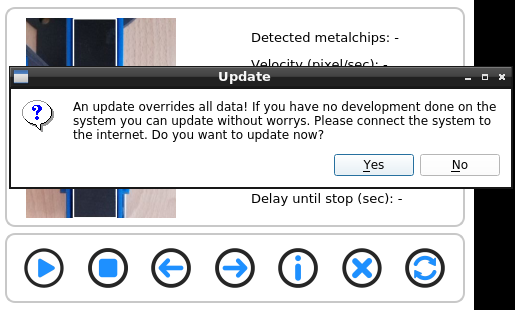 Detected metalchips: -
Velocity (pixel/sec): -
Update
An update overrides all data! If you have no development done on the
system you can update without worrys. Please connect the system to
the internet. Do you want to update now?
Yes
No
Delay until stop (sec): -